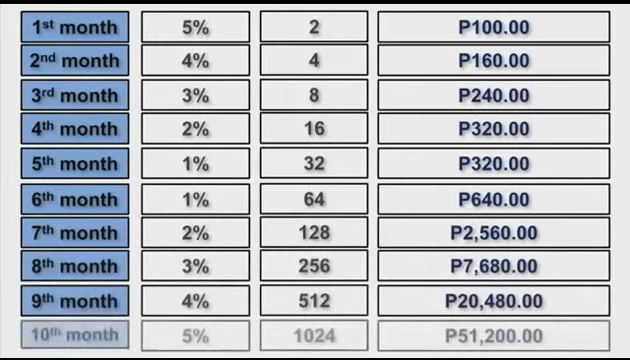 1st month 5% 2 P100.00
2nd month 4% 4 P160.00
3rd month 3% 8 P240.00
4th month 2% 16 P320.00
5th month 1% 32 P320.00
6th month 1% 64 P640.00
7th month 2% 128 P2,560.00
8th month 3% 256 P7,680.00
9th month 4% 512 P20,480.00
10th month 5% 1024 P51,200.00